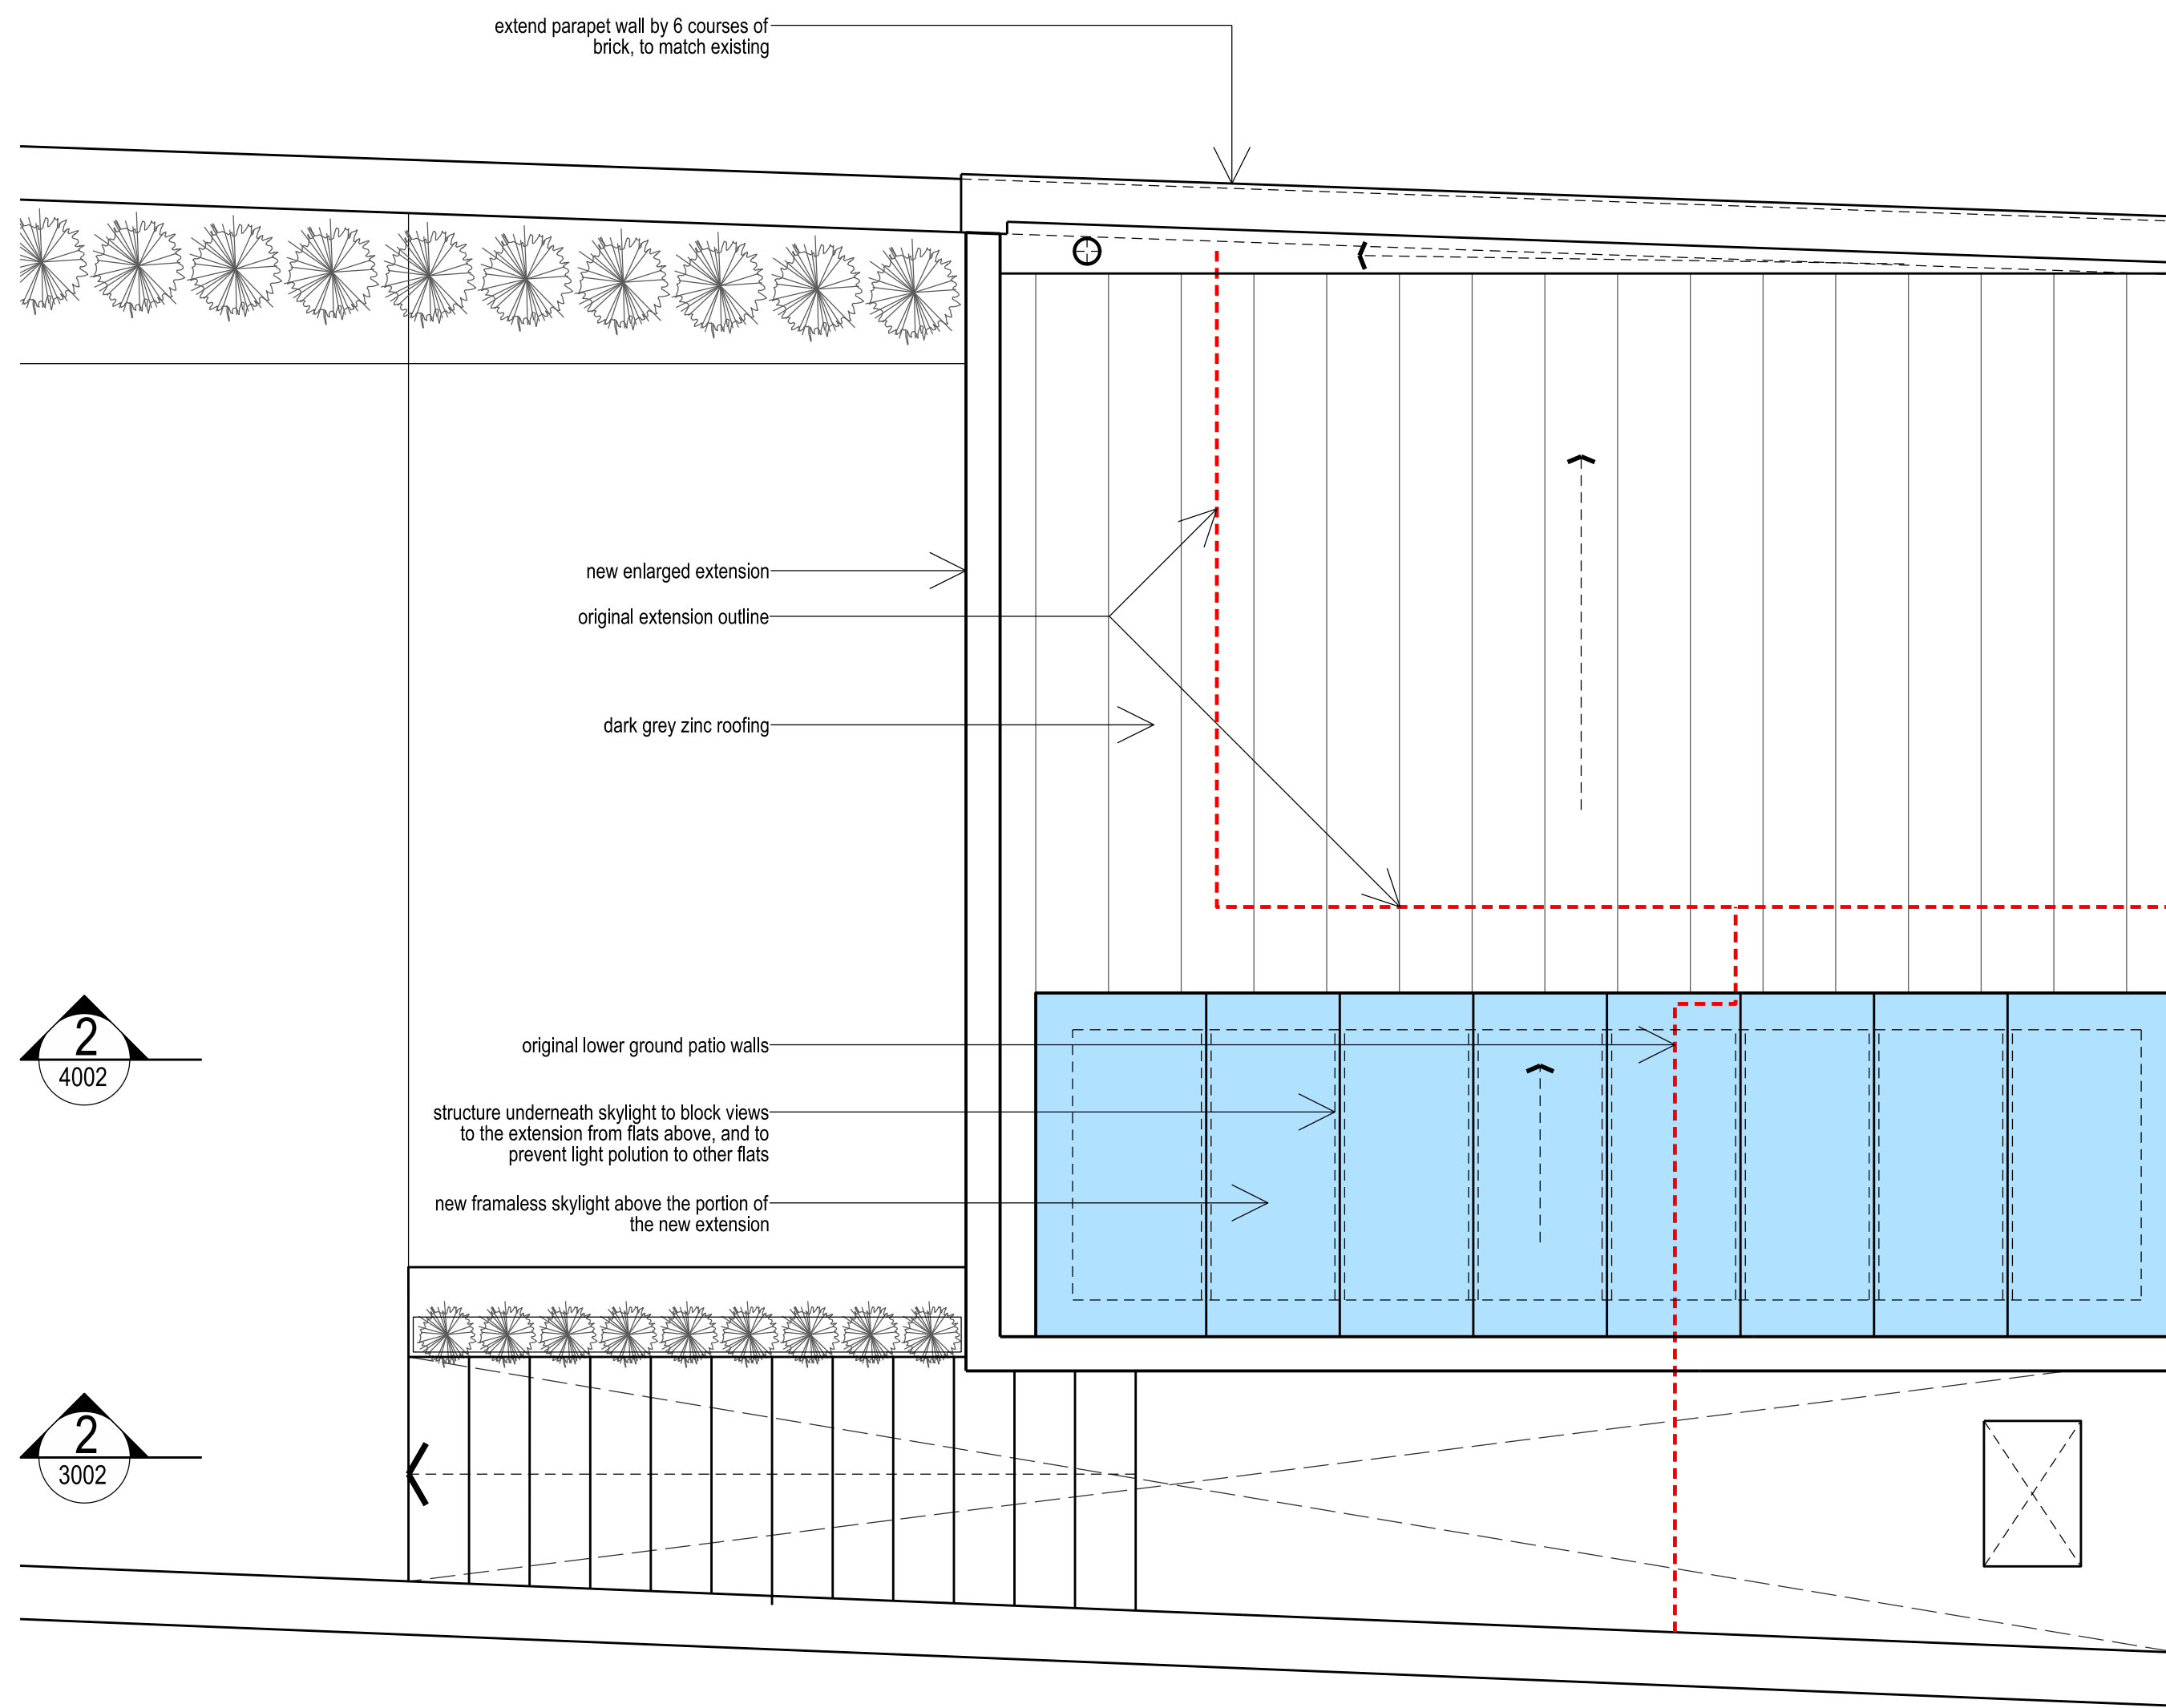 extend parapet wall by 6 courses of
brick, to match existing
new enlarged extension
original extension outline
dark grey zinc roofing
2
4002
original lower ground patio walls
structure underneath skylight to block views
to the extension from flats above, and to
prevent light polution to other flats
new framaless skylight above the portion of
the new extension
2
3002